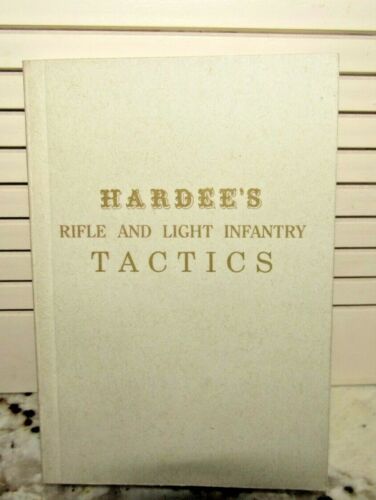 HARDEE'S
RIFLE AND LIGHT INFANTRY
TACTICS